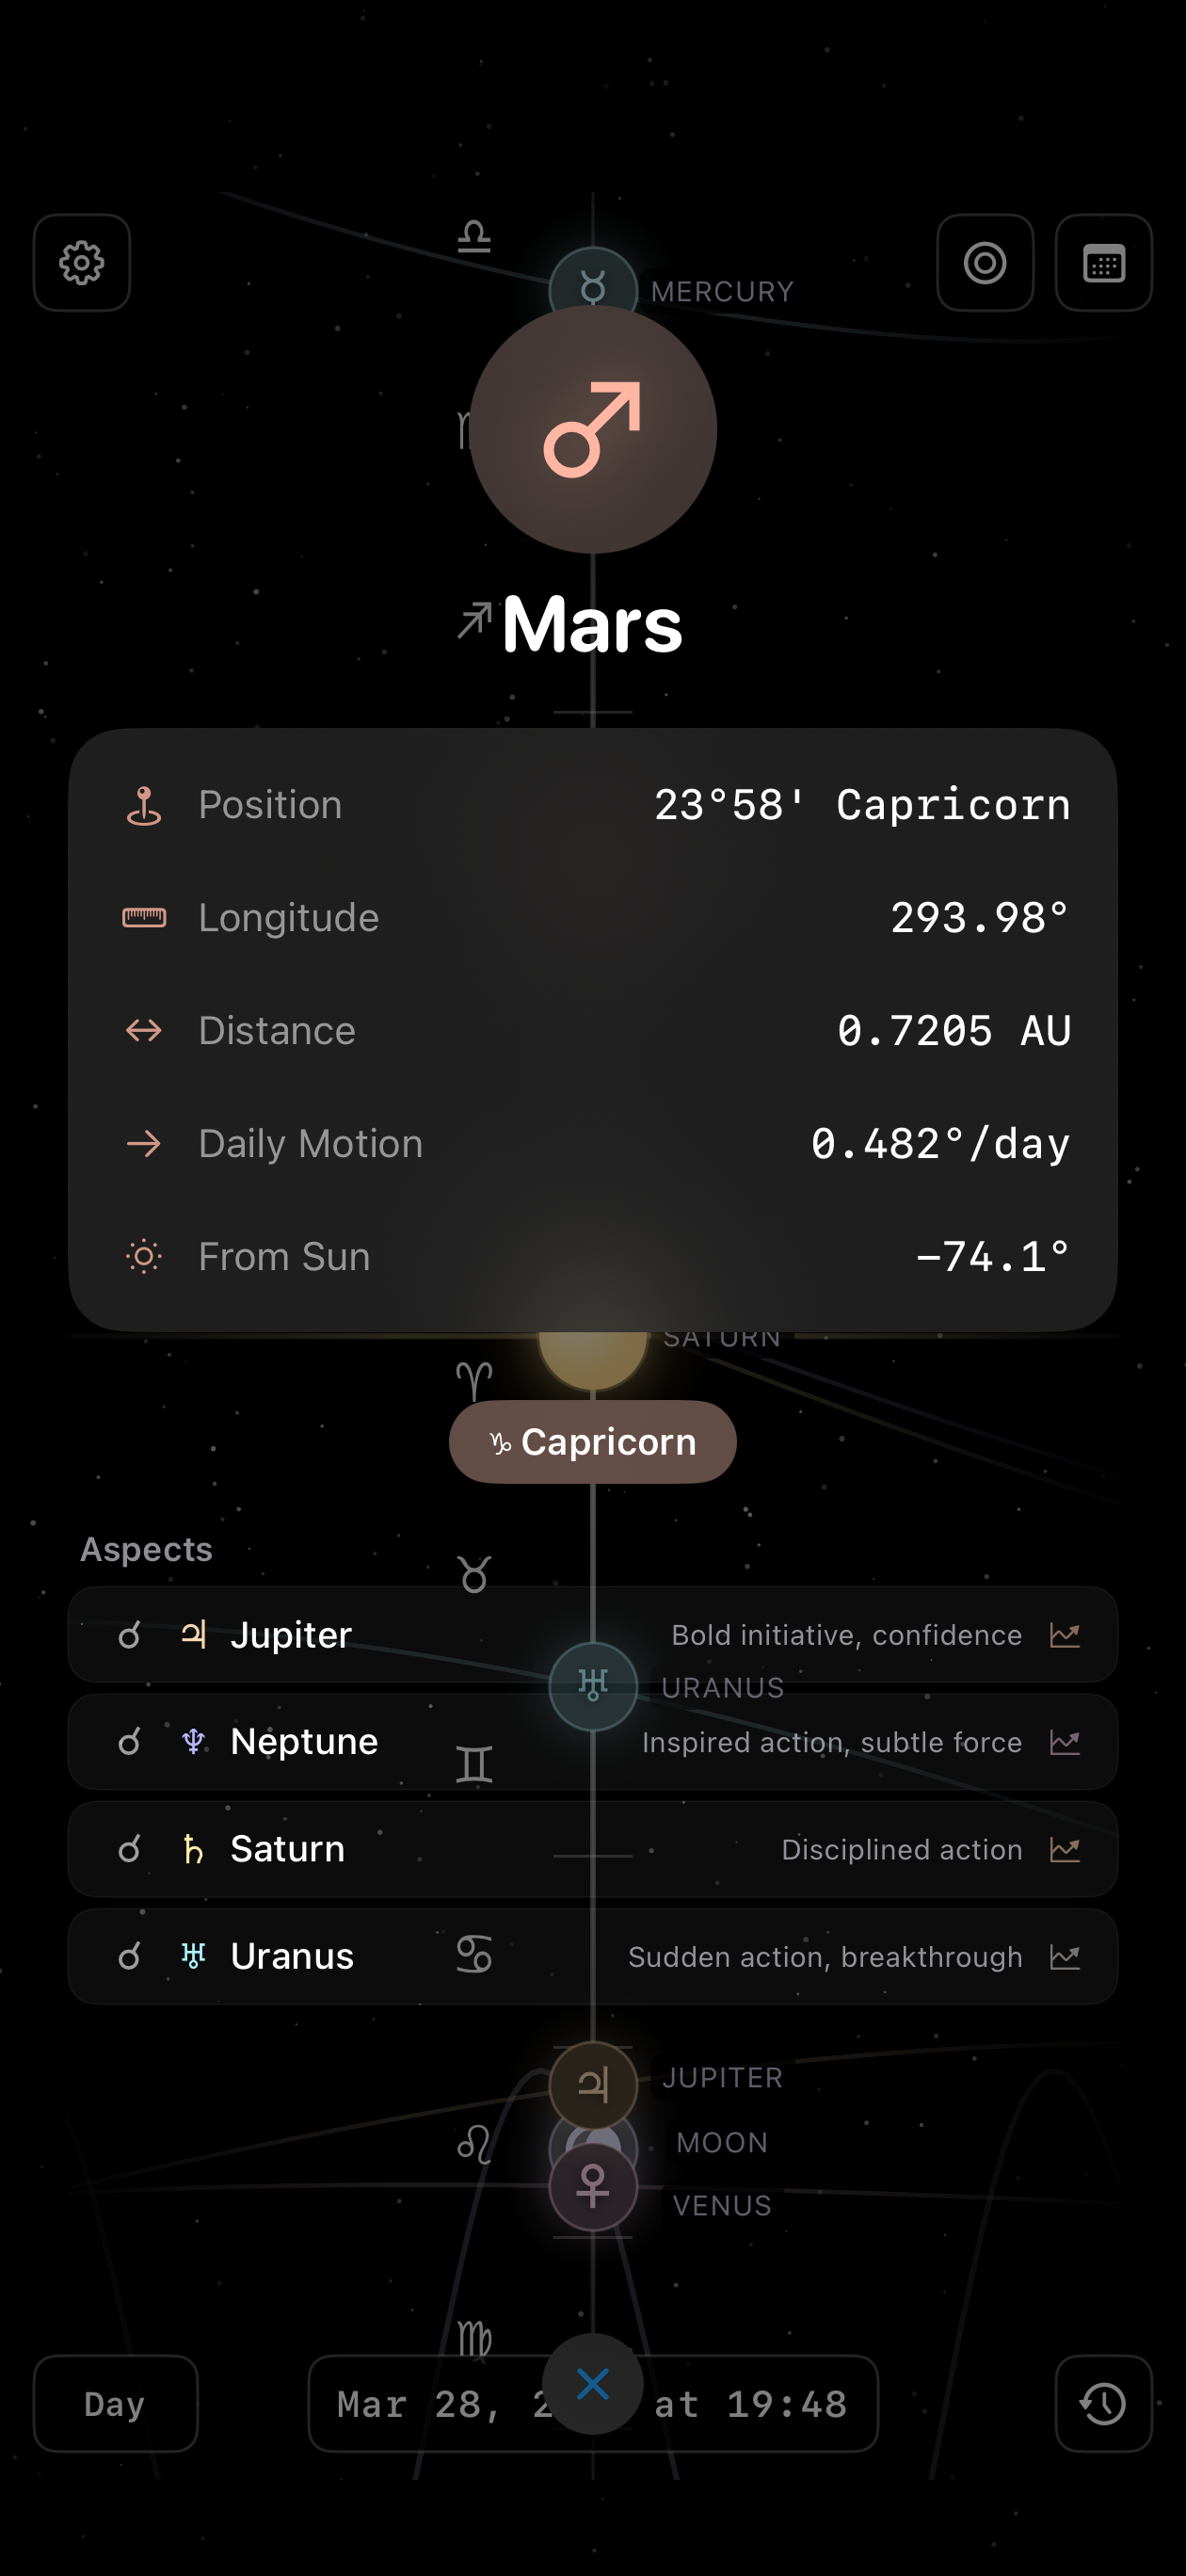 MERCURY
Mars
Position 23°58' Capricorn
Longitude 293.98°
Distance 0.7205 AU
Daily Motion 0.482°/day
From Sun −74.1°
SATURN
♑︎ Capricorn
Aspects
☌ ♃ Jupiter Bold initiative, confidence
URANUS
☌ ♆ Neptune Inspired action, subtle force
☌ ♄ Saturn Disciplined action
☌ ♅ Uranus Sudden action, breakthrough
JUPITER
MOON
VENUS
Day
Mar 28, 2 at 19:48